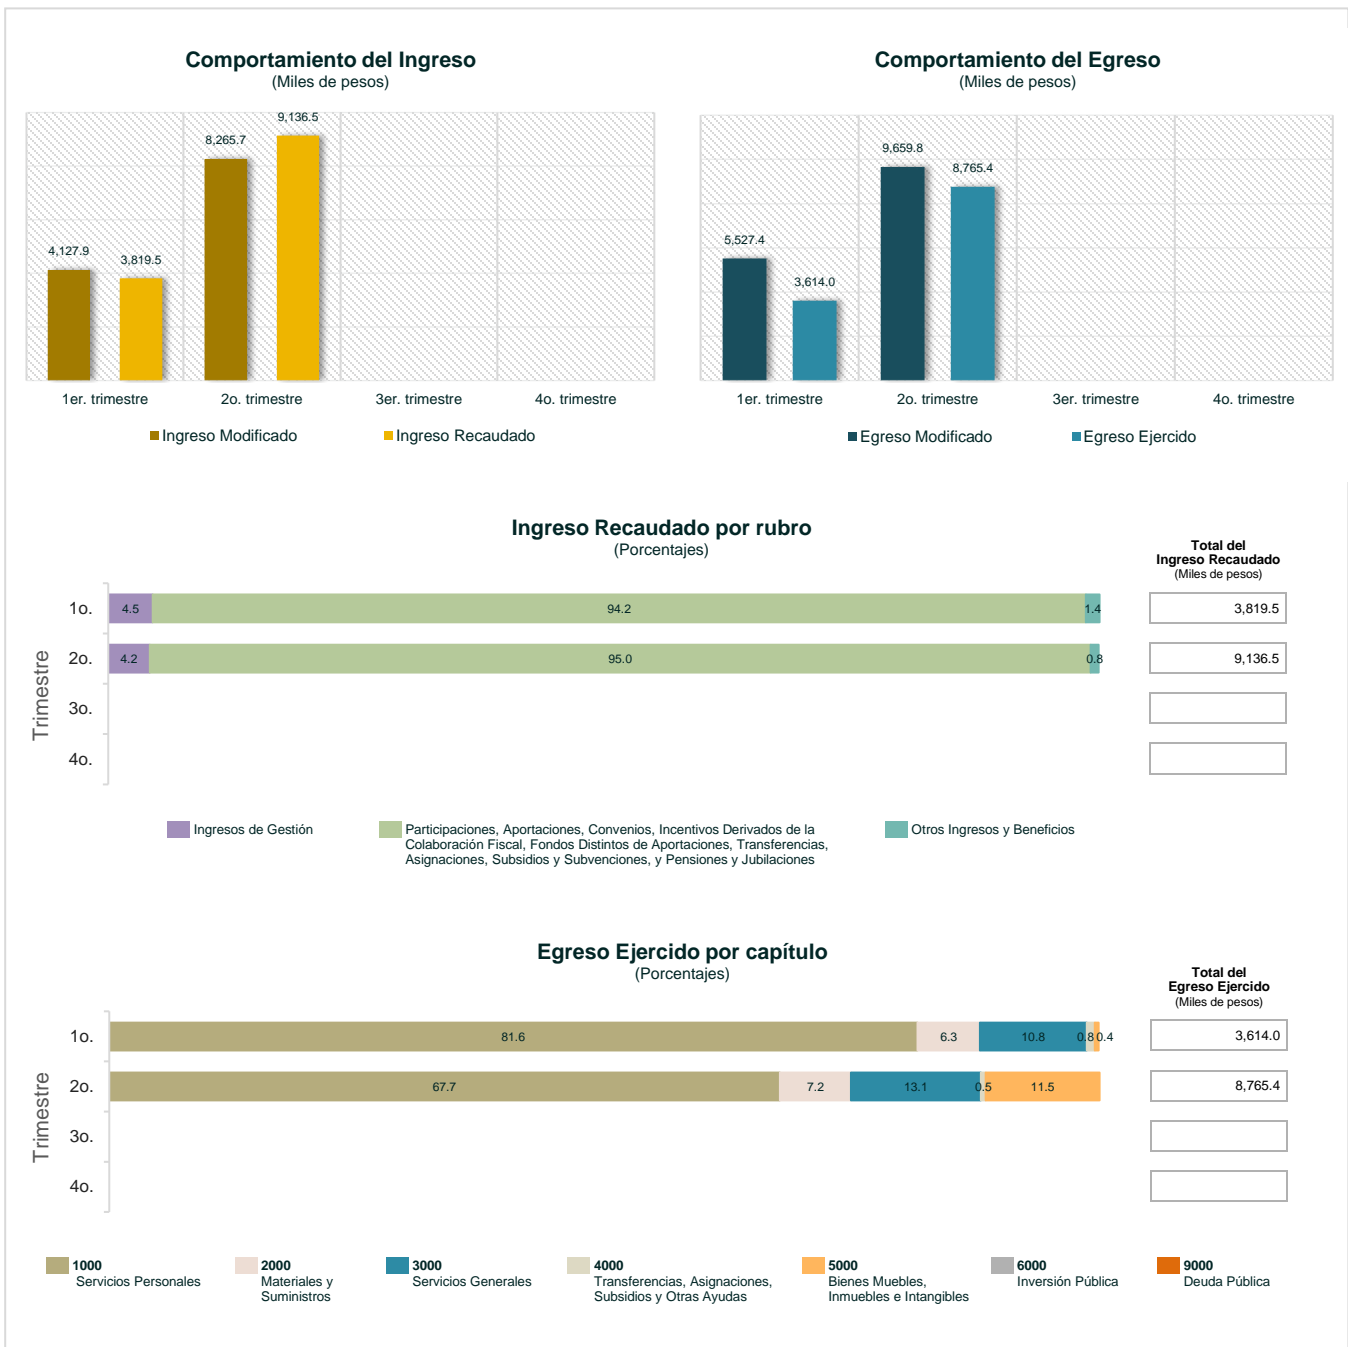 Comportamiento del Ingreso
(Miles de pesos)
4,127.9
3,819.5
8,265.7
9,136.5
1er. trimestre
2o. trimestre
3er. trimestre
4o. trimestre
Ingreso Modificado
Ingreso Recaudado
Comportamiento del Egreso
(Miles de pesos)
5,527.4
3,614.0
9,659.8
8,765.4
1er. trimestre
2o. trimestre
3er. trimestre
4o. trimestre
Egreso Modificado
Egreso Ejercido
Ingreso Recaudado por rubro
(Porcentajes)
Total del
Ingreso Recaudado
(Miles de pesos)
Trimestre
1o.
4.5
94.2
1.4
3,819.5
2o.
4.2
95.0
0.8
9,136.5
3o.
4o.
Ingresos de Gestión
Participaciones, Aportaciones, Convenios, Incentivos Derivados de la
Colaboración Fiscal, Fondos Distintos de Aportaciones, Transferencias,
Asignaciones, Subsidios y Subvenciones, y Pensiones y Jubilaciones
Otros Ingresos y Beneficios
Egreso Ejercido por capítulo
(Porcentajes)
Total del
Egreso Ejercido
(Miles de pesos)
Trimestre
1o.
81.6
6.3
10.8
0.8
0.4
3,614.0
2o.
67.7
7.2
13.1
0.5
11.5
8,765.4
3o.
4o.
1000
Servicios Personales
2000
Materiales y
Suministros
3000
Servicios Generales
4000
Transferencias, Asignaciones,
Subsidios y Otras Ayudas
5000
Bienes Muebles,
Inmuebles e Intangibles
6000
Inversión Pública
9000
Deuda Pública